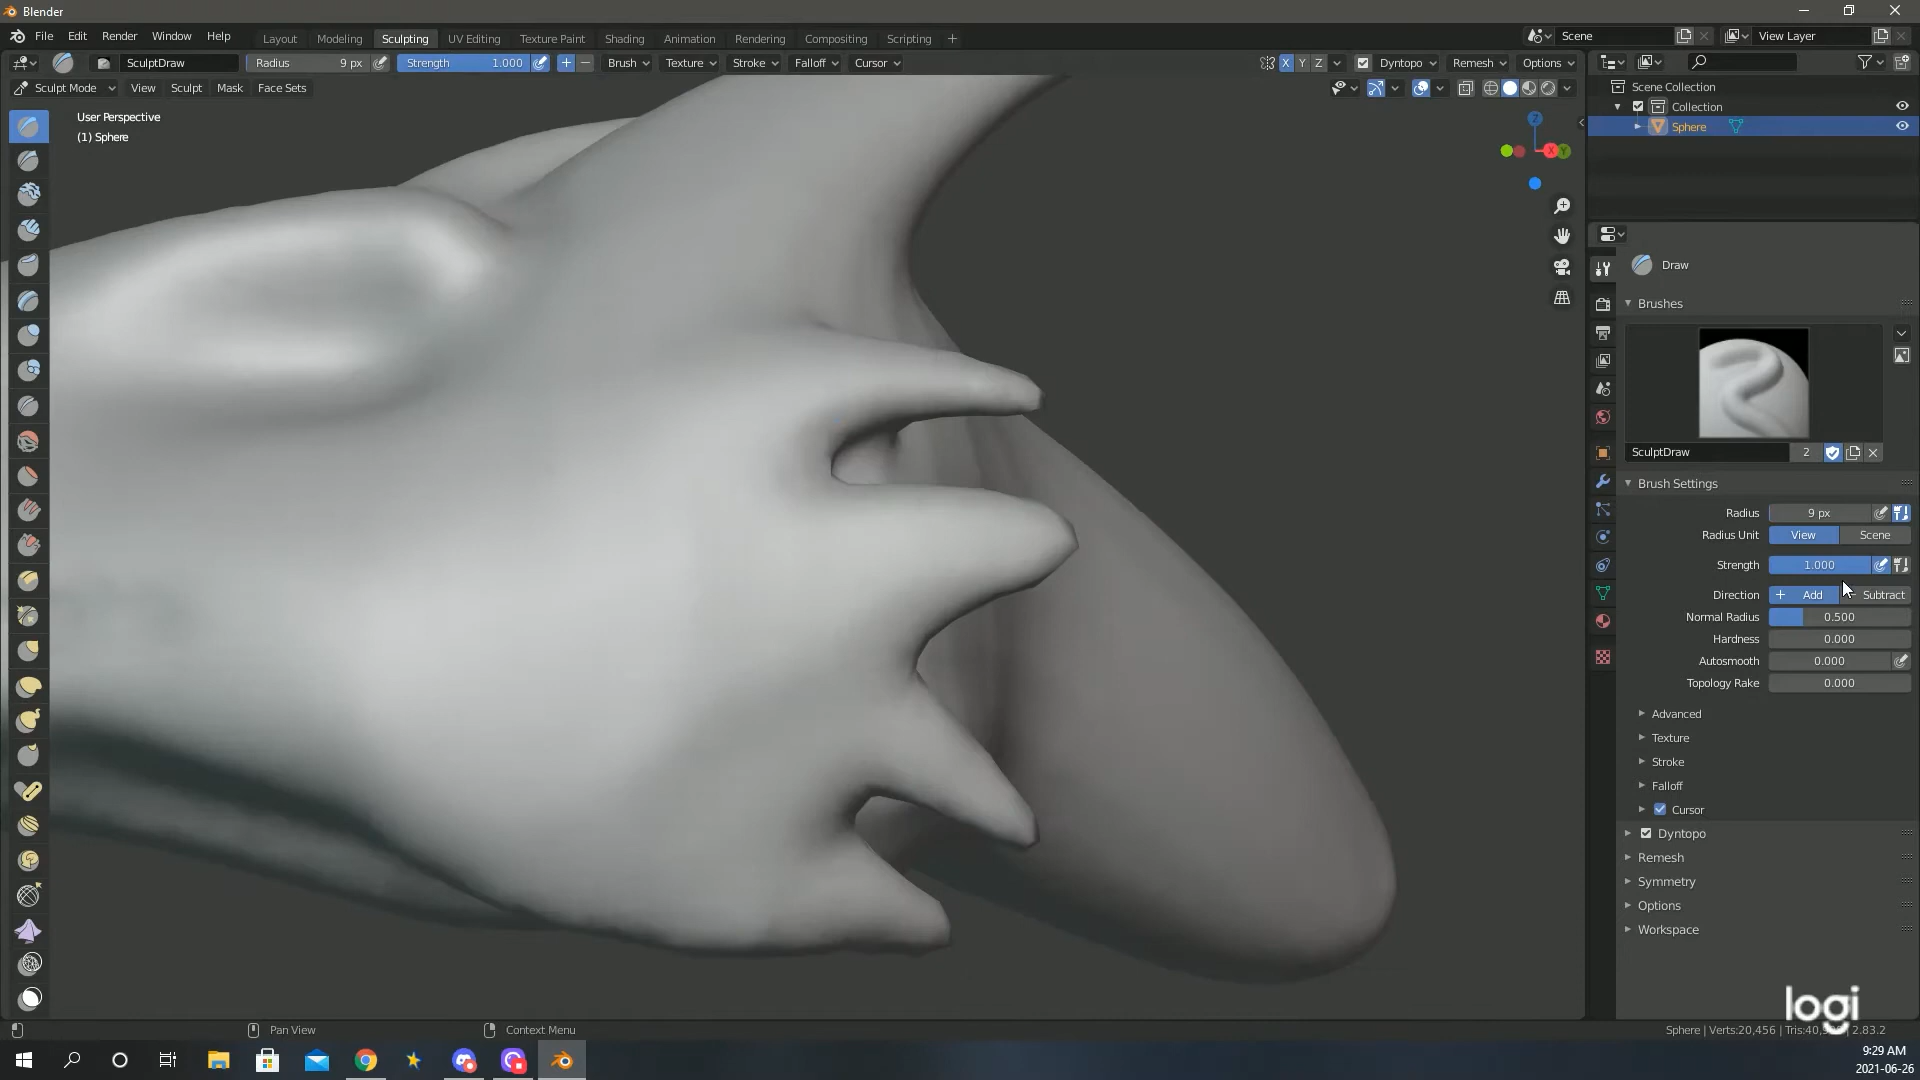 Blender
File Edit Render Window Help
Layout Modeling Sculpting UV Editing Texture Paint Shading Animation Rendering Compositing Scripting +
Scene
View Layer
SculptDraw Radius 9 px Strength 1.000 Brush Texture Stroke Falloff Cursor
X Y Z Dyntopo Remesh Options
Sculpt Mode View Sculpt Mask Face Sets
User Perspective
(1) Sphere
Z
X Y
Scene Collection
Collection
Sphere
Draw
Brushes
SculptDraw 2
Brush Settings
Radius 9 px
Radius Unit View Scene
Strength 1.000
Direction + Add Subtract
Normal Radius 0.500
Hardness 0.000
Autosmooth 0.000
Topology Rake 0.000
Advanced
Texture
Stroke
Falloff
Cursor
Dyntopo
Remesh
Symmetry
Options
Workspace
logi
Pan View
Context Menu
Sphere | Verts:20,456 | 2.83.2
9:29 AM
2021-06-26